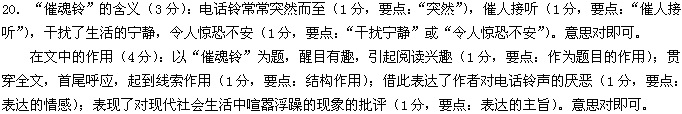 20. “催魂铃”的含义（3分）：电话铃常常突然而至（1分，要点：“突然”），催人接听（1分，要点：“催人接
听”），干扰了生活的宁静，令人惊恐不安（1分，要点：“干扰宁静”或“令人惊恐不安”）。意思对即可。
在文中的作用（4分）：以“催魂铃”为题，醒目有趣，引起阅读兴趣（1分，要点：作为题目的作用）；贯
穿全文，首尾呼应，起到线索作用（1分，要点：结构作用）；借此表达了作者对电话铃声的厌恶（1分，要点：
表达的情感）；表现了对现代社会生活中喧嚣浮躁的现象的批评（1分，要点：表达的主旨）。意思对即可。